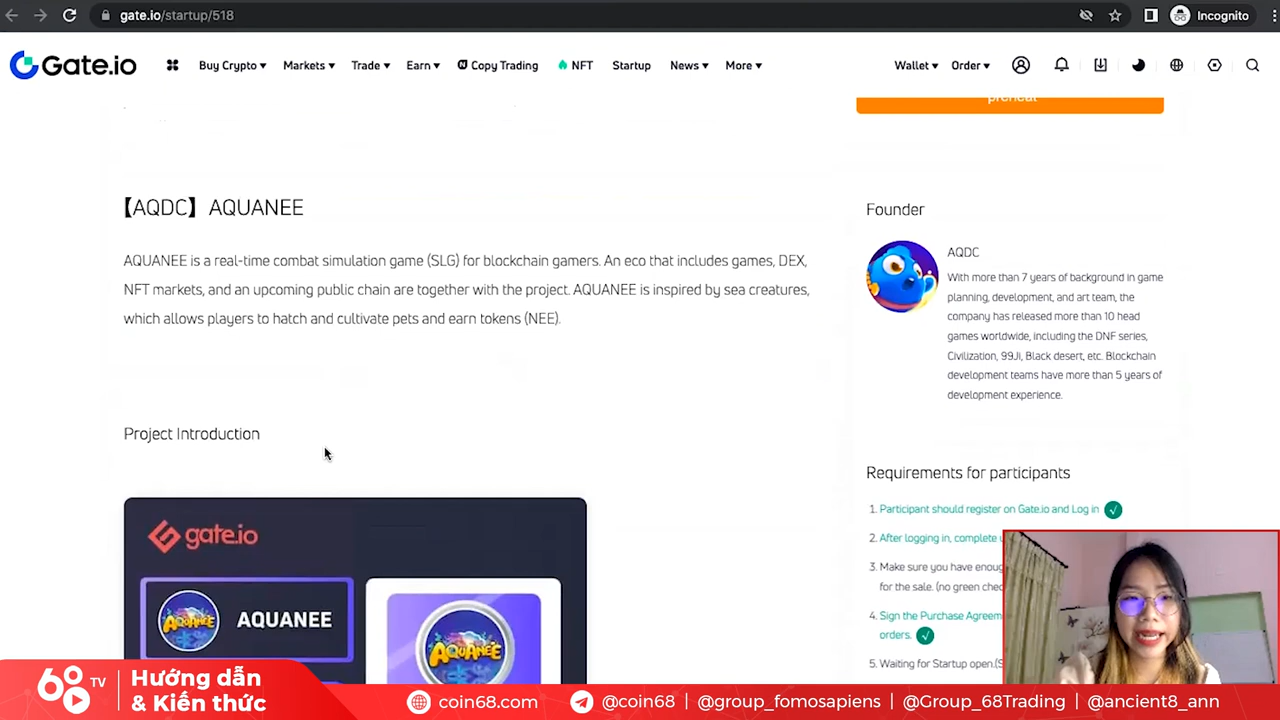 gate.io/startup/518
Incognito
Gate.io
Buy Crypto
Markets
Trade
Earn
Copy Trading
NFT
Startup
News
More
Wallet
Order
preheat
【AQDC】 AQUANEE
AQUANEE is a real-time combat simulation game (SLG) for blockchain gamers. An eco that includes games, DEX,
NFT markets, and an upcoming public chain are together with the project. AQUANEE is inspired by sea creatures,
which allows players to hatch and cultivate pets and earn tokens (NEE).
Project Introduction
gate.io
AQUANEE
AQUANEE
AQUANEE
Founder
AQDC
With more than 7 years of background in game
planning, development, and art team, the
company has released more than 10 head
games worldwide, including the DNF series,
Civilization, 99Ji, Black desert, etc. Blockchain
development teams have more than 5 years of
development experience.
Requirements for participants
1. Participant should register on Gate.io and Log in
2. After logging in, complete
3. Make sure you have enoug
for the sale. (no green chec
4. Sign the Purchase Agreem
orders.
5. Waiting for Startup open.(S
68 TV
Hướng dẫn
& Kiến thức
coin68.com
@coin68 | @group_fomosapiens | @Group_68Trading | @ancient8_ann